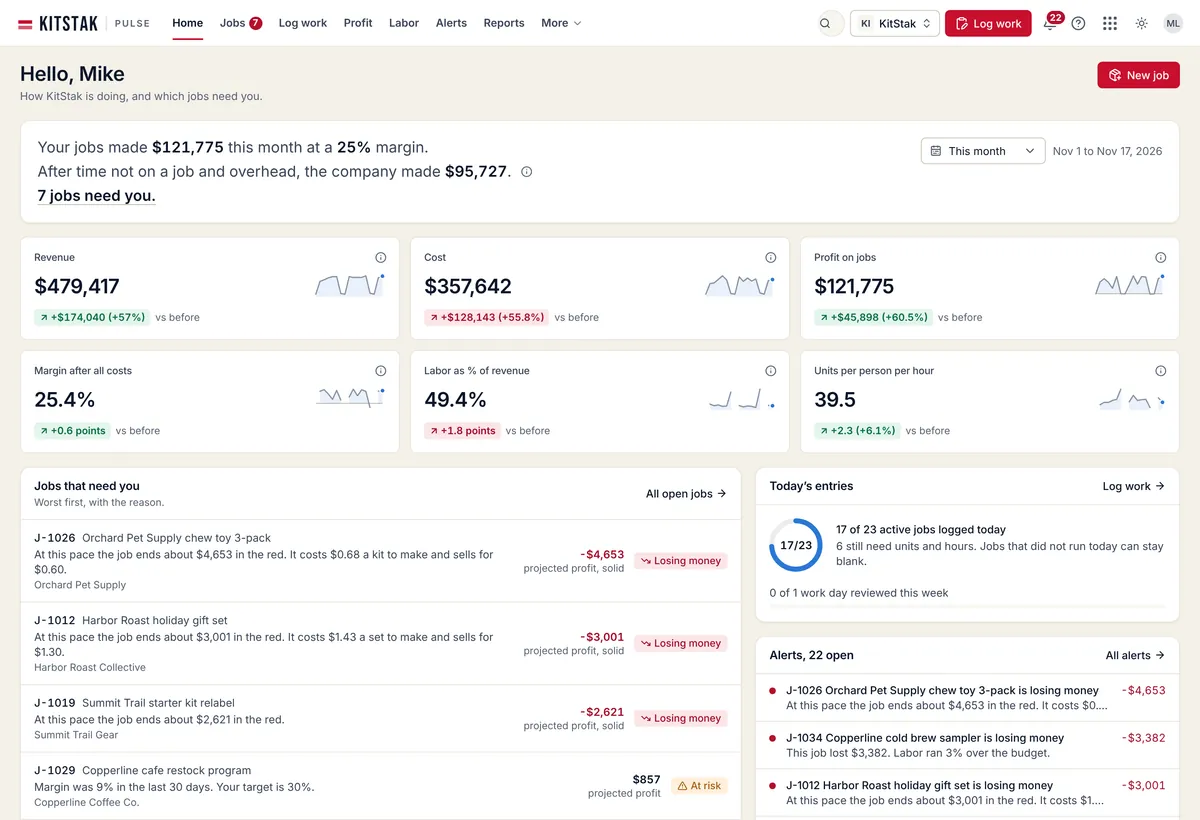 KITSTAK PULSE Home Jobs 7 Log work Profit Labor Alerts Reports More KI KitStak Log work 22 ML
Hello, Mike
How KitStak is doing, and which jobs need you.
New job
Your jobs made $121,775 this month at a 25% margin.
After time not on a job and overhead, the company made $95,727.
7 jobs need you.
This month Nov 1 to Nov 17, 2026
Revenue
$479,417
+$174,040 (+57%) vs before
Cost
$357,642
+$128,143 (+55.8%) vs before
Profit on jobs
$121,775
+$45,898 (+60.5%) vs before
Margin after all costs
25.4%
+0.6 points vs before
Labor as % of revenue
49.4%
+1.8 points vs before
Units per person per hour
39.5
+2.3 (+6.1%) vs before
Jobs that need you
Worst first, with the reason.
All open jobs
J-1026 Orchard Pet Supply chew toy 3-pack
At this pace the job ends about $4,653 in the red. It costs $0.68 a kit to make and sells for
$0.60.
Orchard Pet Supply
-$4,653
projected profit, solid
Losing money
J-1012 Harbor Roast holiday gift set
At this pace the job ends about $3,001 in the red. It costs $1.43 a set to make and sells for
$1.30.
Harbor Roast Collective
-$3,001
projected profit, solid
Losing money
J-1019 Summit Trail starter kit relabel
At this pace the job ends about $2,621 in the red.
Summit Trail Gear
-$2,621
projected profit, solid
Losing money
J-1029 Copperline cafe restock program
Margin was 9% in the last 30 days. Your target is 30%.
Copperline Coffee Co.
$857
projected profit
At risk
Today's entries
Log work
17/23
17 of 23 active jobs logged today
6 still need units and hours. Jobs that did not run today can stay
blank.
0 of 1 work day reviewed this week
Alerts, 22 open
All alerts
J-1026 Orchard Pet Supply chew toy 3-pack is losing money -$4,653
At this pace the job ends about $4,653 in the red. It costs $0....
J-1034 Copperline cold brew sampler is losing money -$3,382
This job lost $3,382. Labor ran 3% over the budget.
J-1012 Harbor Roast holiday gift set is losing money -$3,001
At this pace the job ends about $3,001 in the red. It costs $1....